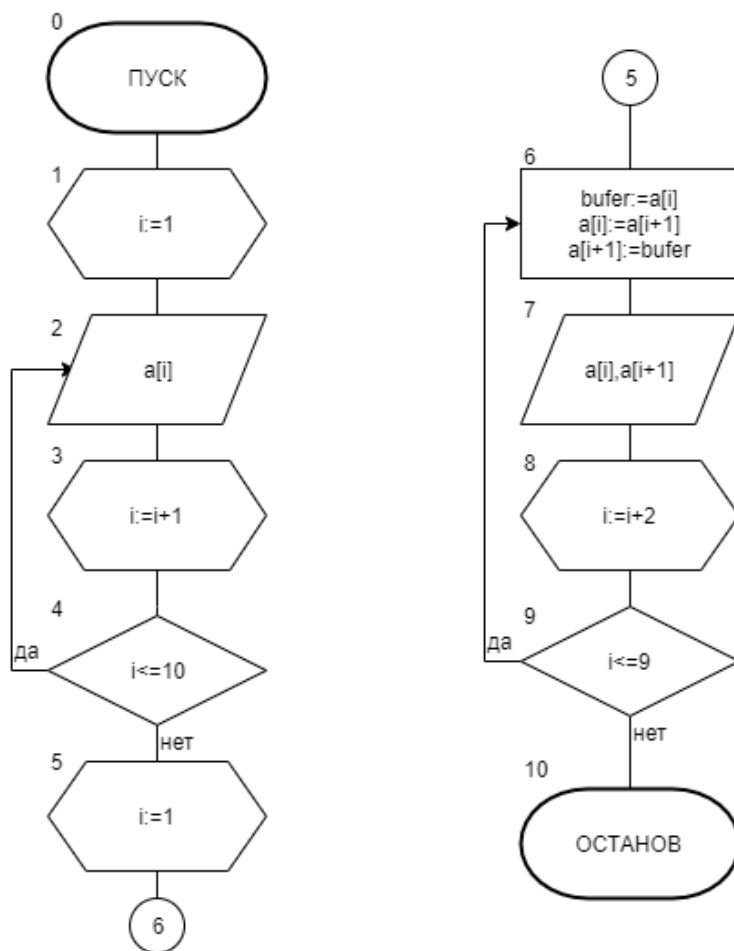 0
ПУСК
1
i:=1
2
a[i]
3
i:=i+1
4
да
i<=10
нет
5
i:=1
6
5
6
bufer:=a[i]
a[i]:=a[i+1]
a[i+1]:=bufer
7
a[i],a[i+1]
8
i:=i+2
9
да
i<=9
нет
10
ОСТАНОВ